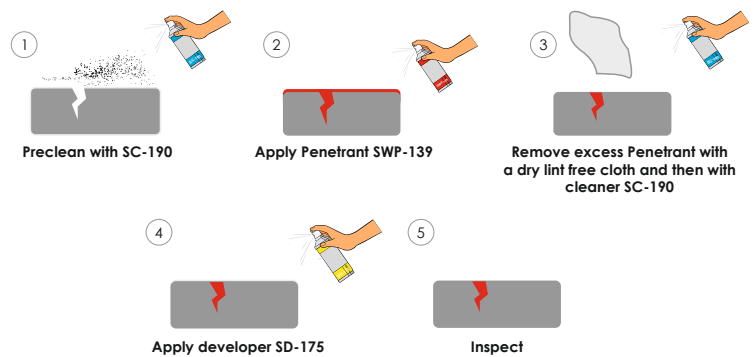 1
Preclean with SC-190
2
Apply Penetrant SWP-139
3
Remove excess Penetrant with
a dry lint free cloth and then with
cleaner SC-190
4
Apply developer SD-175
5
Inspect